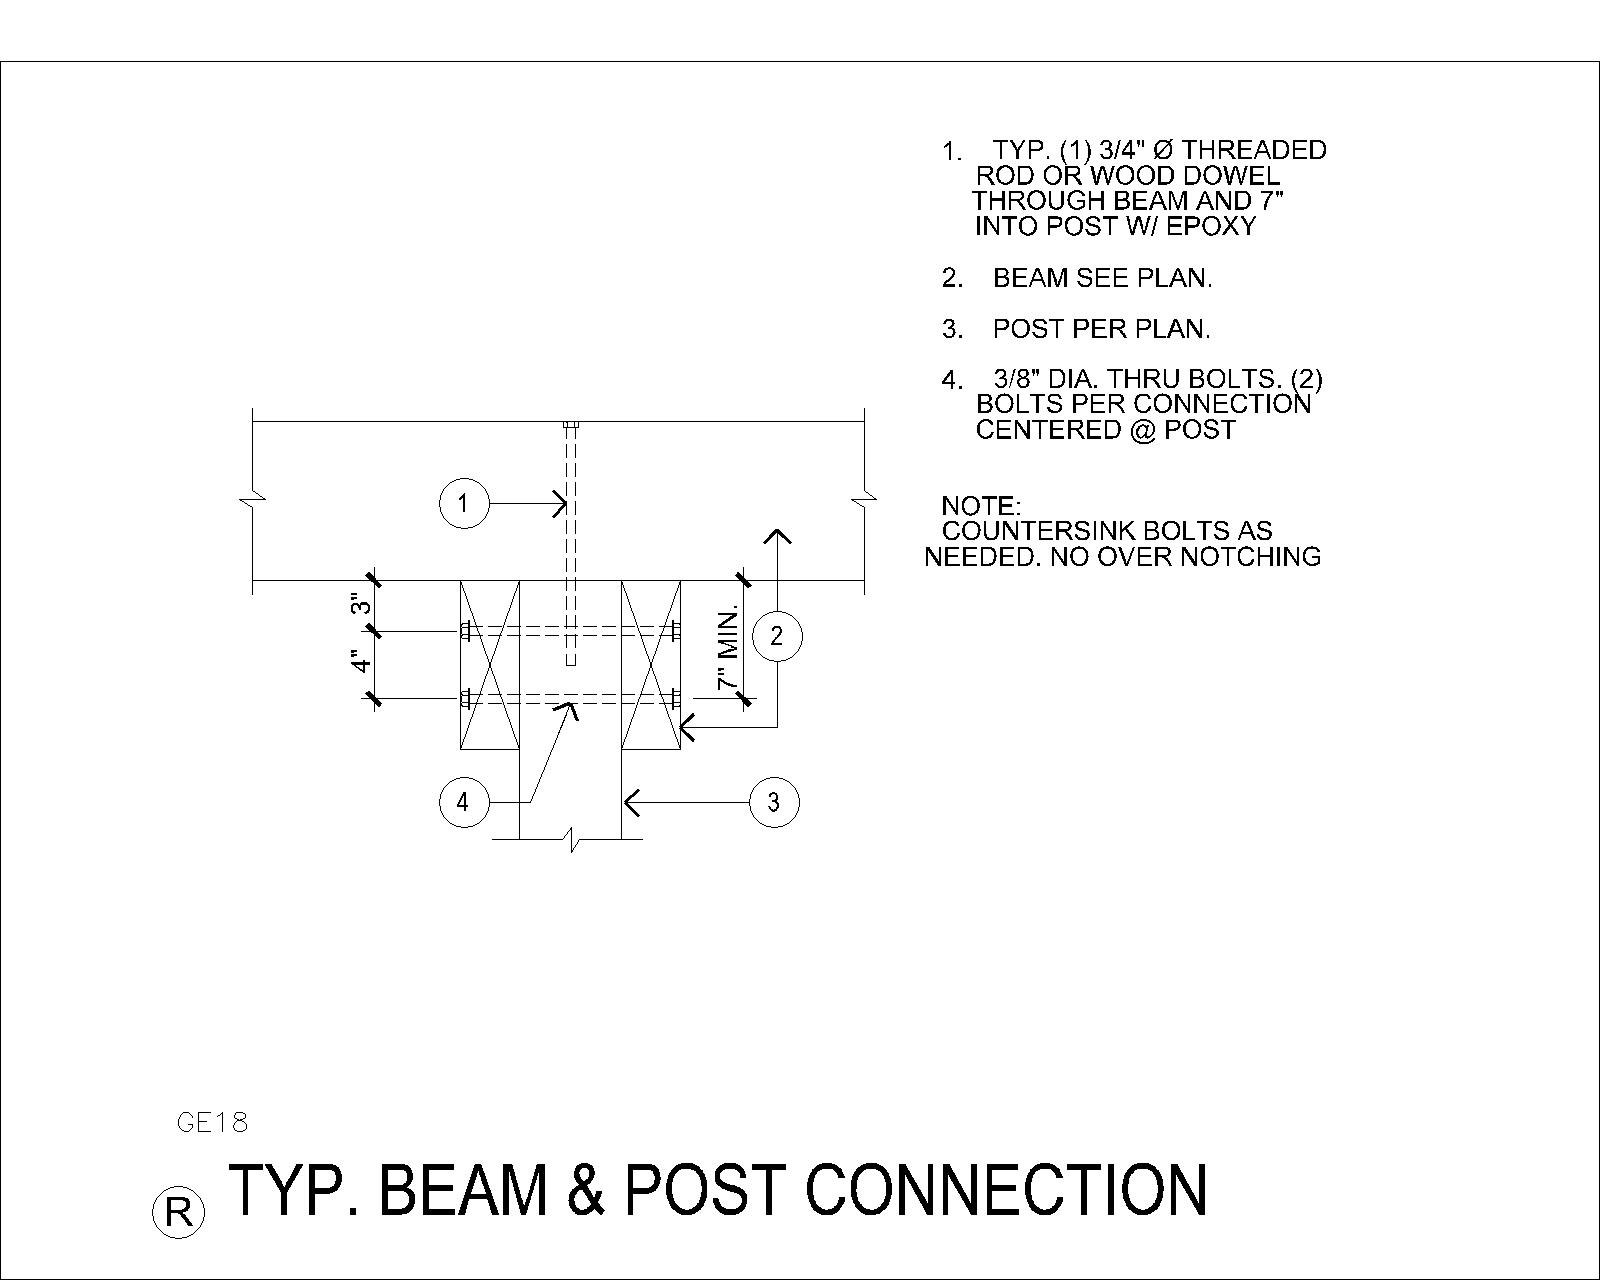 1. TYP. (1) 3/4" Ø THREADED
ROD OR WOOD DOWEL
THROUGH BEAM AND 7"
INTO POST W/ EPOXY
2. BEAM SEE PLAN.
3. POST PER PLAN.
4. 3/8" DIA. THRU BOLTS. (2)
BOLTS PER CONNECTION
CENTERED @ POST
NOTE:
COUNTERSINK BOLTS AS
NEEDED. NO OVER NOTCHING
1
3"
4"
7" MIN.
2
4
3
GE18
R TYP. BEAM & POST CONNECTION